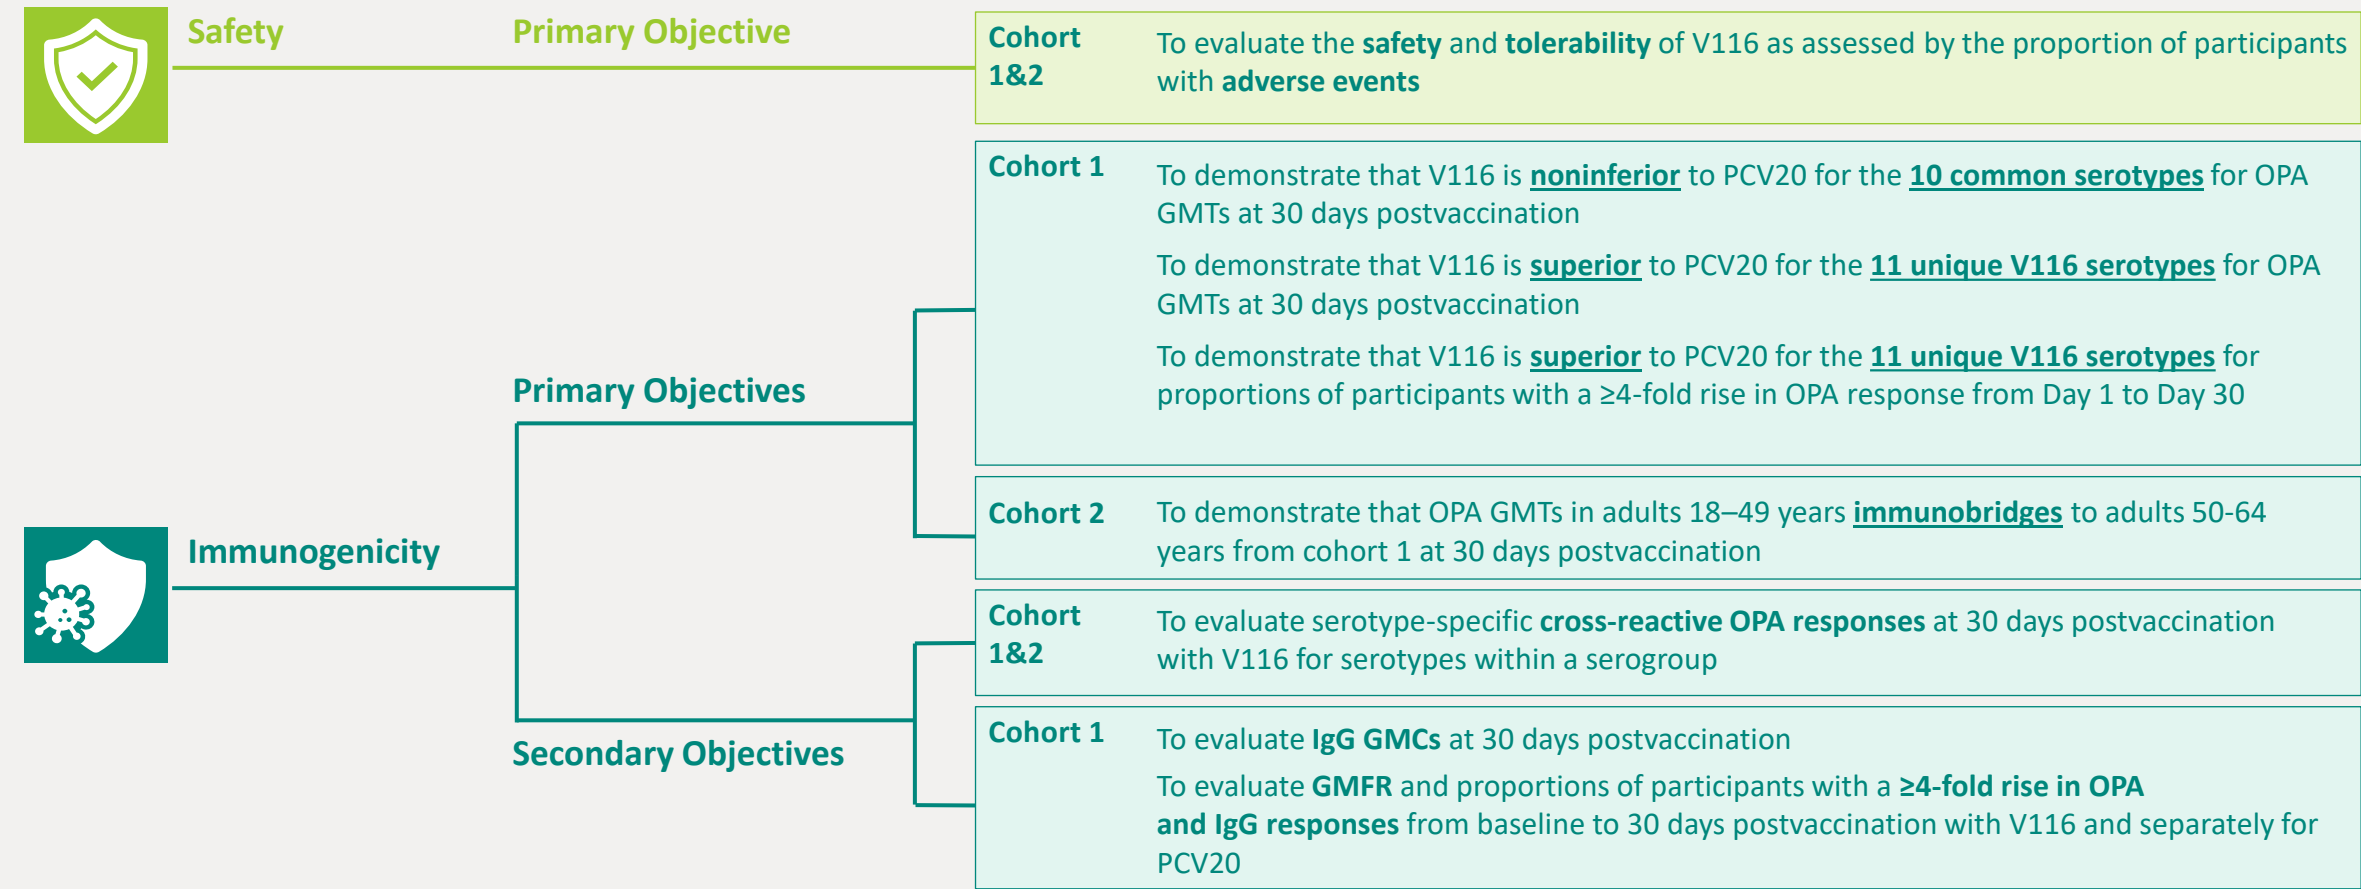 Safety
Primary Objective
Cohort
1&2
To evaluate the safety and tolerability of V116 as assessed by the proportion of participants
with adverse events
Immunogenicity
Primary Objectives
Cohort 1
To demonstrate that V116 is noninferior to PCV20 for the 10 common serotypes for OPA
GMTs at 30 days postvaccination
To demonstrate that V116 is superior to PCV20 for the 11 unique V116 serotypes for OPA
GMTs at 30 days postvaccination
To demonstrate that V116 is superior to PCV20 for the 11 unique V116 serotypes for
proportions of participants with a ≥4-fold rise in OPA response from Day 1 to Day 30
Cohort 2
To demonstrate that OPA GMTs in adults 18–49 years immunobridges to adults 50-64
years from cohort 1 at 30 days postvaccination
Secondary Objectives
Cohort
1&2
To evaluate serotype-specific cross-reactive OPA responses at 30 days postvaccination
with V116 for serotypes within a serogroup
Cohort 1
To evaluate IgG GMCs at 30 days postvaccination
To evaluate GMFR and proportions of participants with a ≥4-fold rise in OPA
and IgG responses from baseline to 30 days postvaccination with V116 and separately for
PCV20